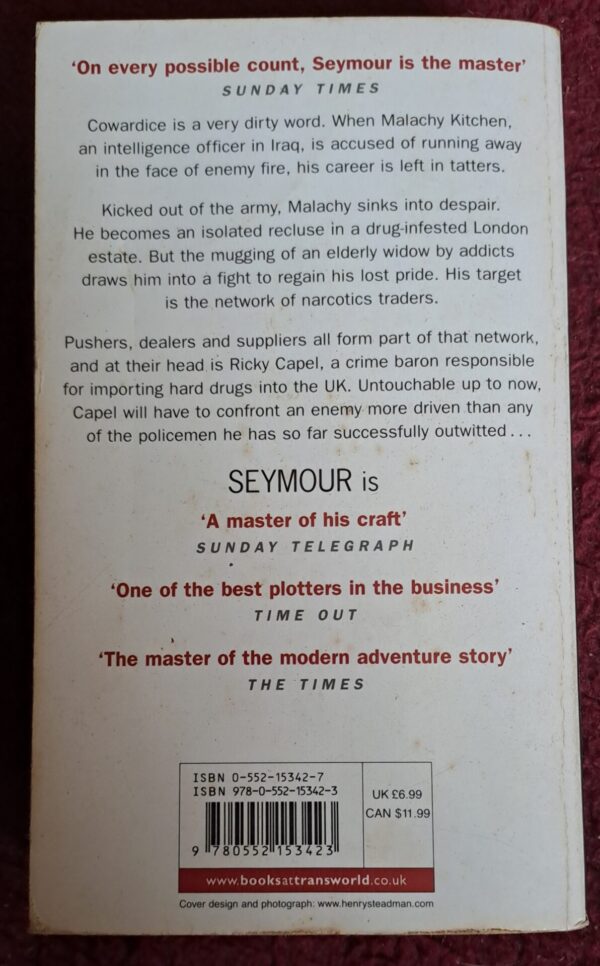 ‘On every possible count, Seymour is the master’
SUNDAY TIMES
Cowardice is a very dirty word. When Malachy Kitchen,
an intelligence officer in Iraq, is accused of running away
in the face of enemy fire, his career is left in tatters.
Kicked out of the army, Malachy sinks into despair.
He becomes an isolated recluse in a drug-infested London
estate. But the mugging of an elderly widow by addicts
draws him into a fight to regain his lost pride. His target
is the network of narcotics traders.
Pushers, dealers and suppliers all form part of that network,
and at their head is Ricky Capel, a crime baron responsible
for importing hard drugs into the UK. Untouchable up to now,
Capel will have to confront an enemy more driven than any
of the policemen he has so far successfully outwitted . . .
SEYMOUR is
‘A master of his craft’
SUNDAY TELEGRAPH
‘One of the best plotters in the business’
TIME OUT
‘The master of the modern adventure story’
THE TIMES
ISBN 0-552-15342-7
ISBN 978-0-552-15342-3
9 780552 153423
UK £6.99
CAN $11.99
www.booksattransworld.co.uk
Cover design and photograph: www.henrysteadman.com